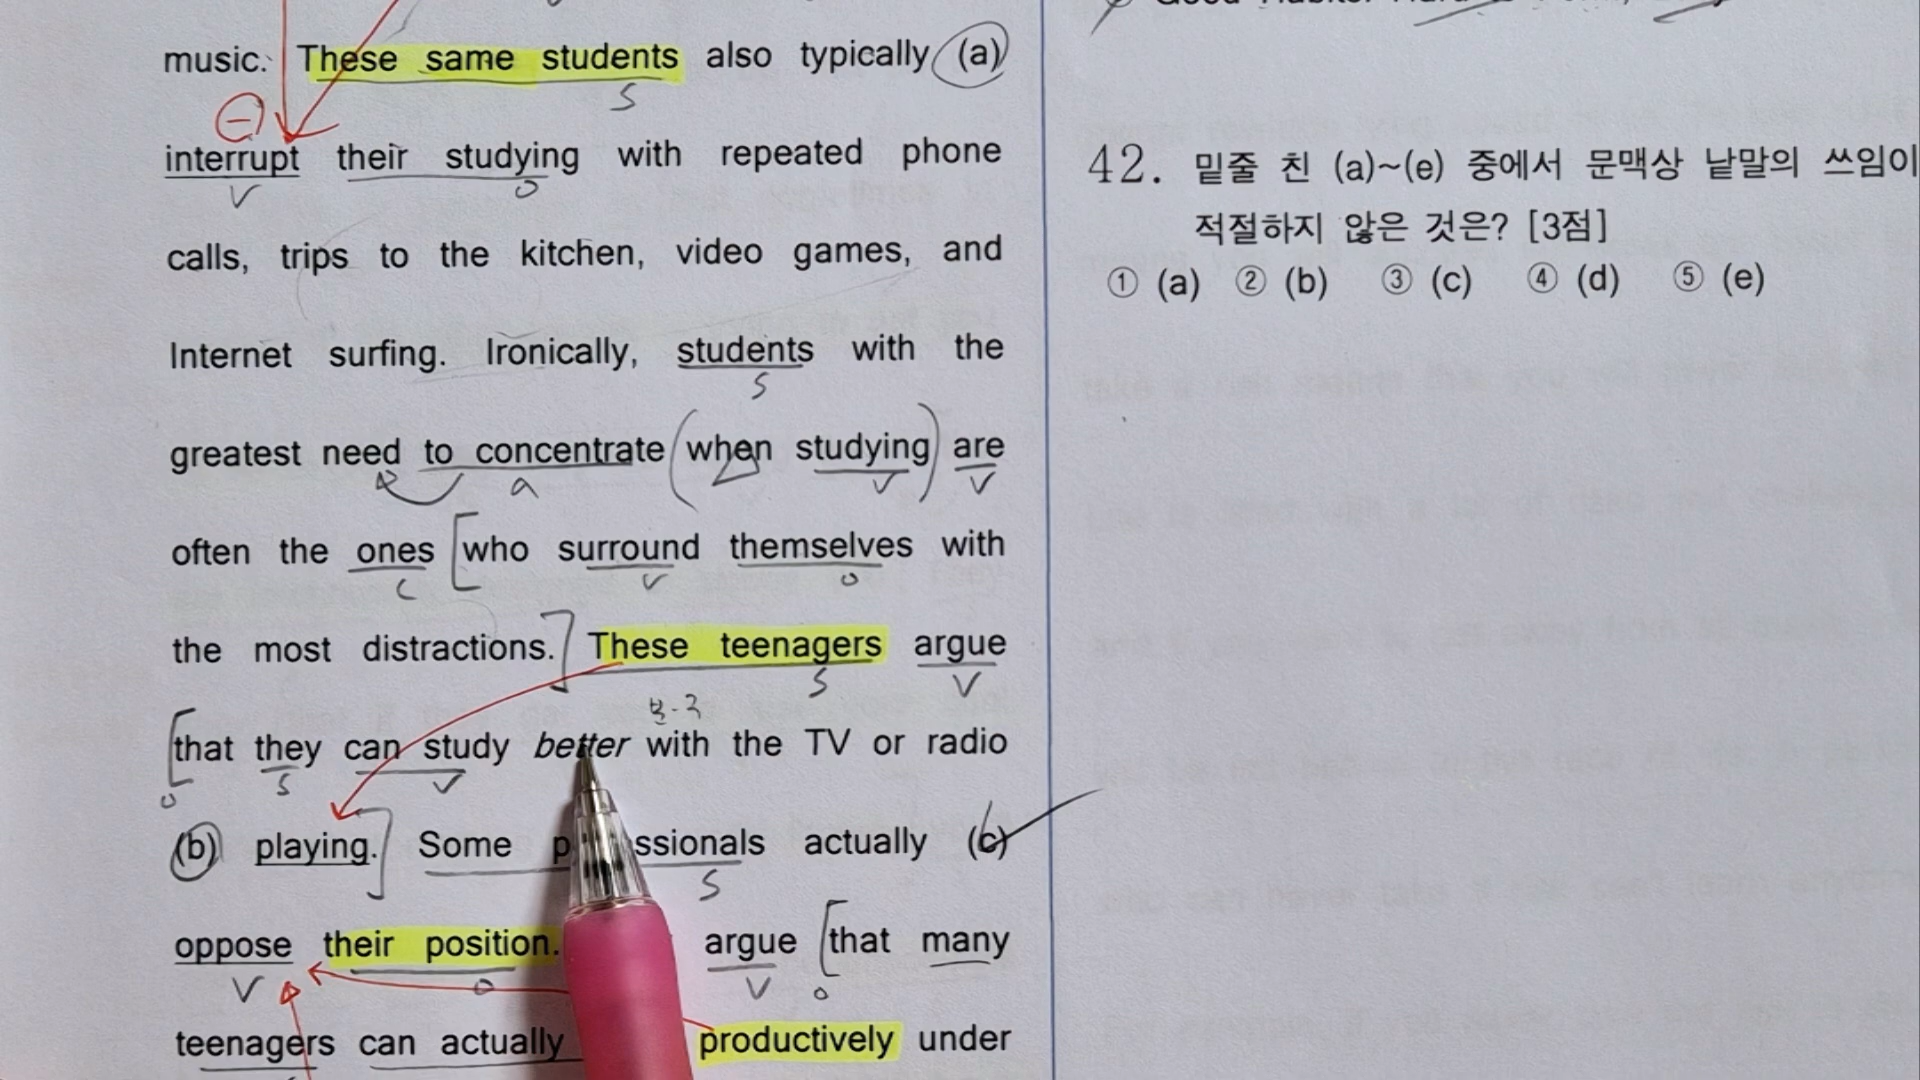 music. These same students also typically (a)
interrupt their studying with repeated phone
calls, trips to the kitchen, video games, and
Internet surfing. Ironically, students with the
greatest need to concentrate when studying are
often the ones who surround themselves with
the most distractions. These teenagers argue
that they can study better with the TV or radio
(b) playing. Some actually (c)
oppose their position. argue that many
teenagers can actually productively under
42. 밑줄 친 (a)~(e) 중에서 문맥상 낱말의 쓰임이
적절하지 않은 것은? [3점]
① (a) ② (b) ③ (c) ④ (d) ⑤ (e)